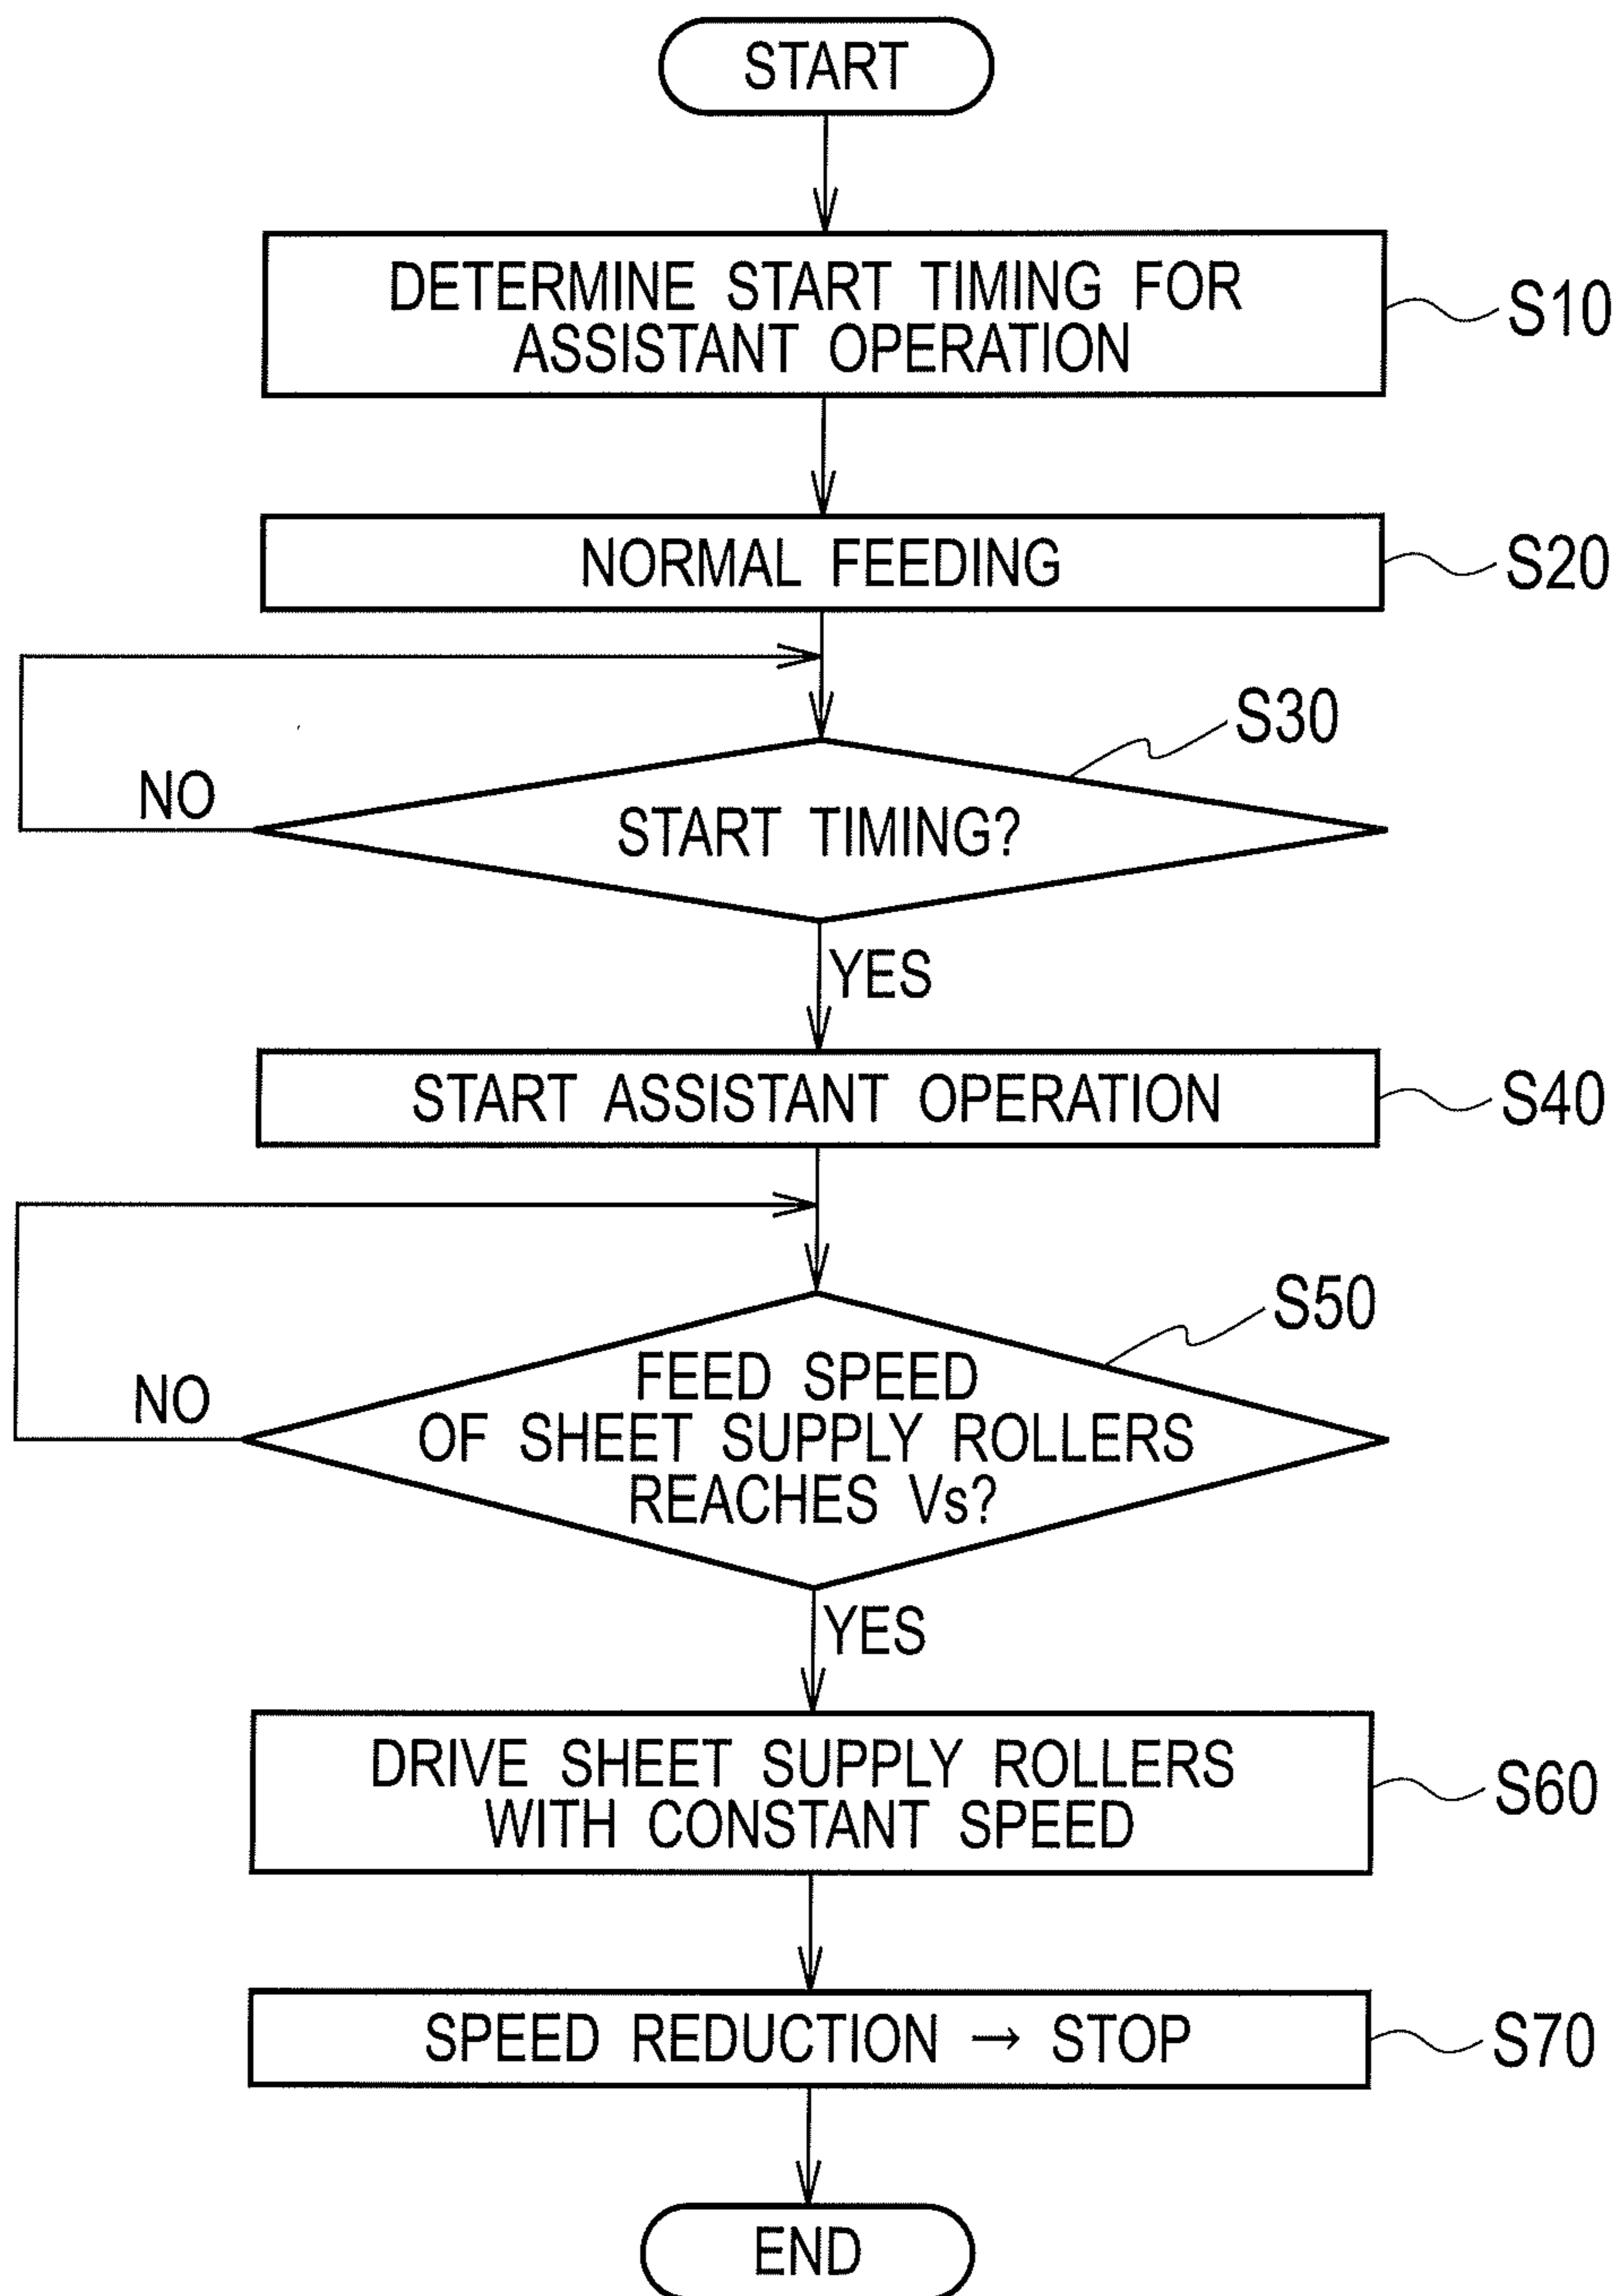 START
DETERMINE START TIMING FOR
ASSISTANT OPERATION
S10
NORMAL FEEDING
S20
S30
NO
START TIMING?
YES
START ASSISTANT OPERATION
S40
S50
NO
FEED SPEED
OF SHEET SUPPLY ROLLERS
REACHES Vs?
YES
DRIVE SHEET SUPPLY ROLLERS
WITH CONSTANT SPEED
S60
SPEED REDUCTION → STOP
S70
END